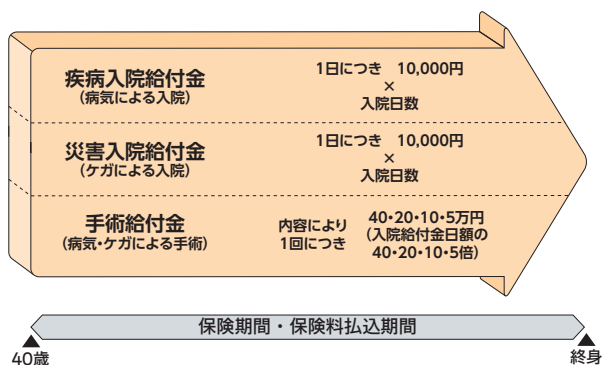 疾病入院給付金
(病気による入院)
1日につき 10,000円
×
入院日数
災害入院給付金
(ケガによる入院)
1日につき 10,000円
×
入院日数
手術給付金
(病気・ケガによる手術)
内容により
1回につき
40・20・10・5万円
(入院給付金日額の
40・20・10・5倍)
保険期間・保険料払込期間
40歳
終身